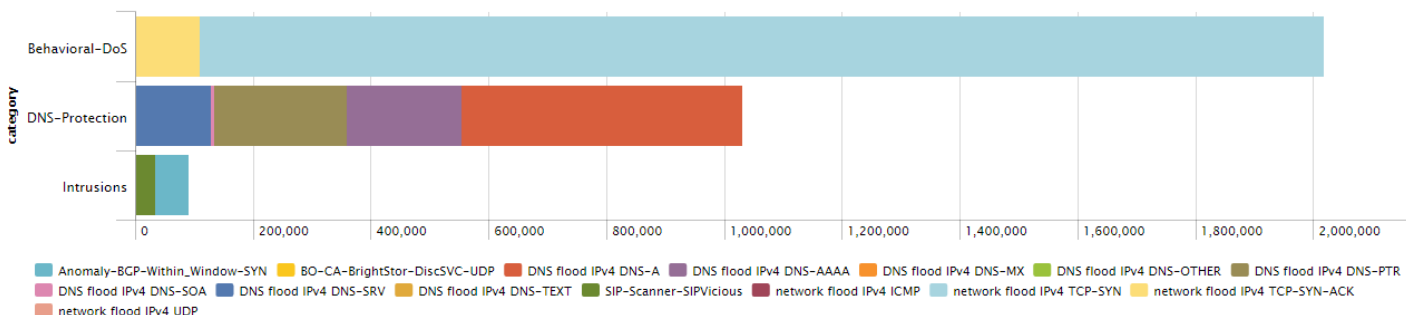 category
Behavioral-DoS
DNS-Protection
Intrusions
0 200,000 400,000 600,000 800,000 1,000,000 1,200,000 1,400,000 1,600,000 1,800,000 2,000,000
Anomaly-BGP-Within_Window-SYN BO-CA-BrightStor-DiscSVC-UDP DNS flood IPv4 DNS-A DNS flood IPv4 DNS-AAAA DNS flood IPv4 DNS-MX DNS flood IPv4 DNS-OTHER DNS flood IPv4 DNS-PTR
DNS flood IPv4 DNS-SOA DNS flood IPv4 DNS-SRV DNS flood IPv4 DNS-TEXT SIP-Scanner-SIPVicious network flood IPv4 ICMP network flood IPv4 TCP-SYN network flood IPv4 TCP-SYN-ACK
network flood IPv4 UDP